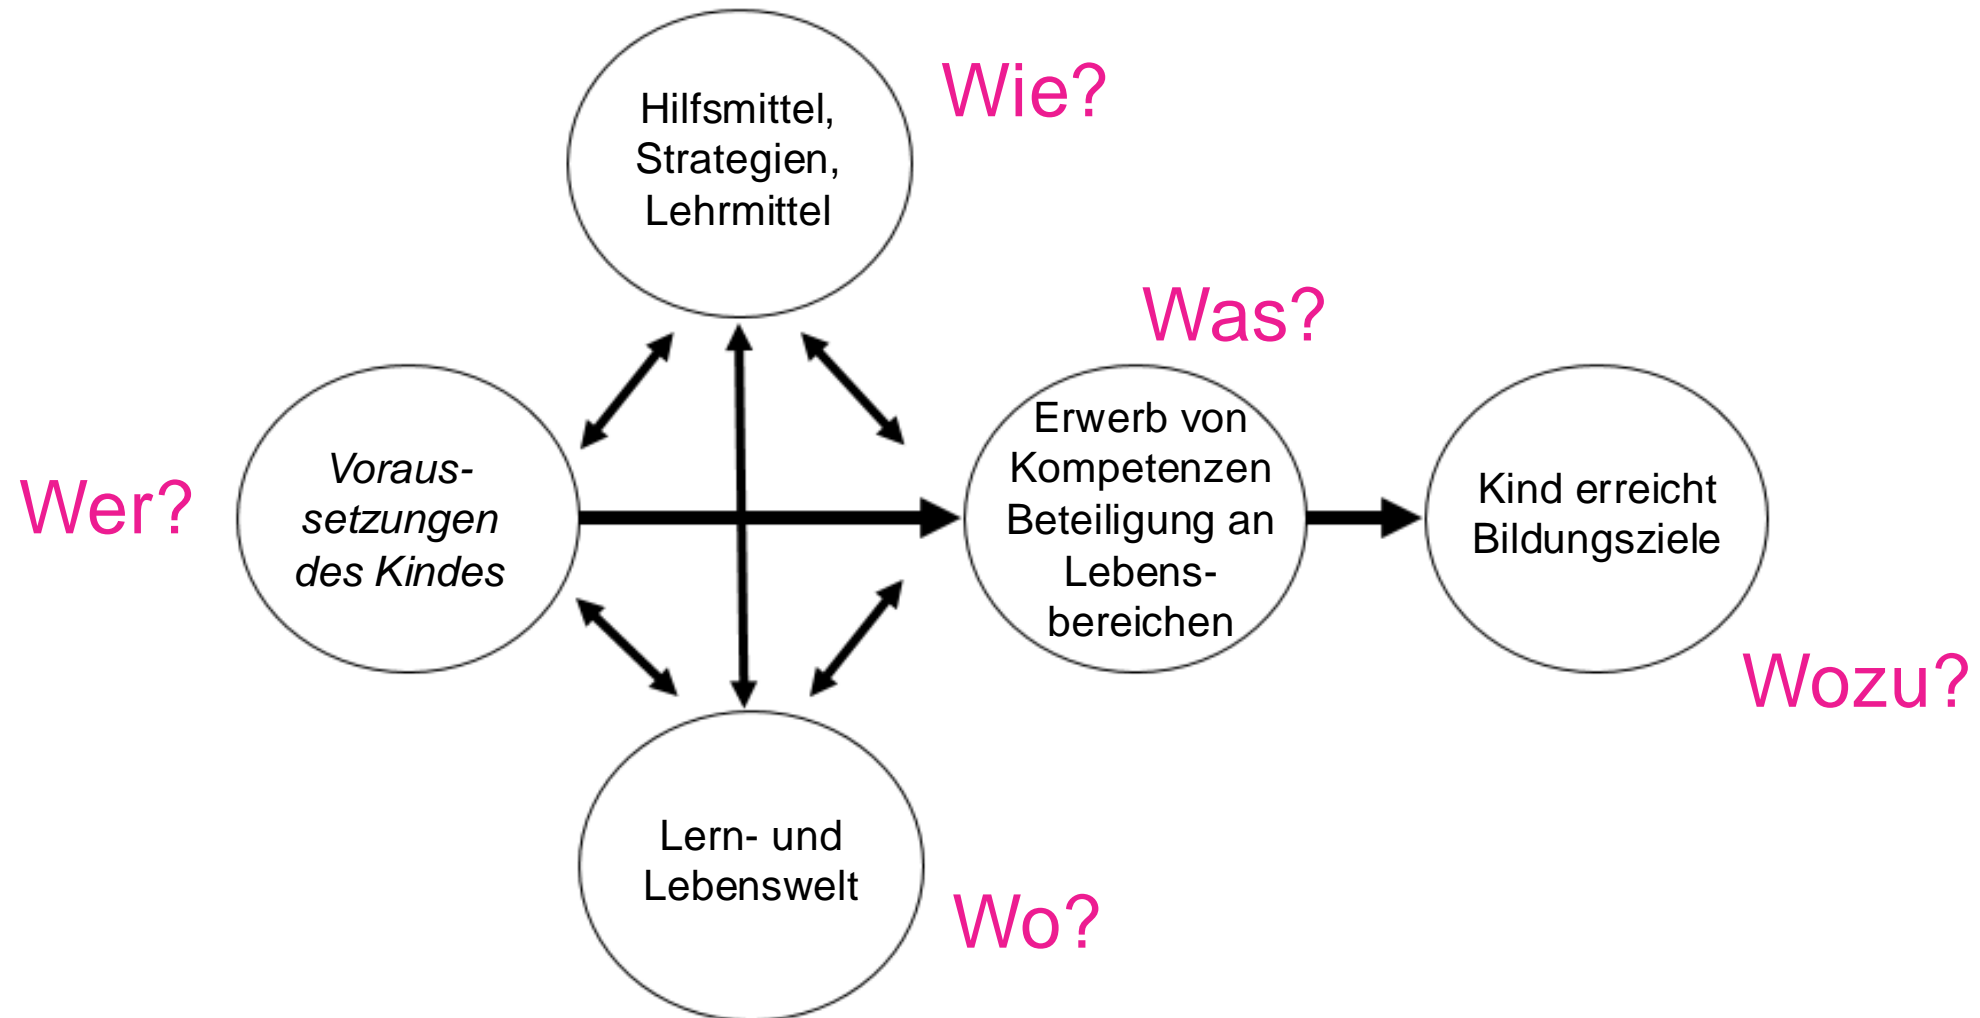 Hilfsmittel,
Strategien,
Lehrmittel
Wie?
Was?
Wer?
Voraus-
setzungen
des Kindes
Erwerb von
Kompetenzen
Beteiligung an
Lebens-
bereichen
Kind erreicht
Bildungsziele
Wozu?
Lern- und
Lebenswelt
Wo?